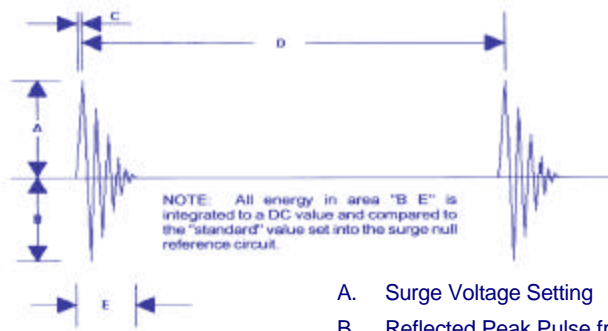 C
D
A
B
NOTE: All energy in area "B E" is
integrated to a DC value and compared to
the "standard" value set into the surge null
reference circuit.
E
A. Surge Voltage Setting
B. Reflected Peak Pulse